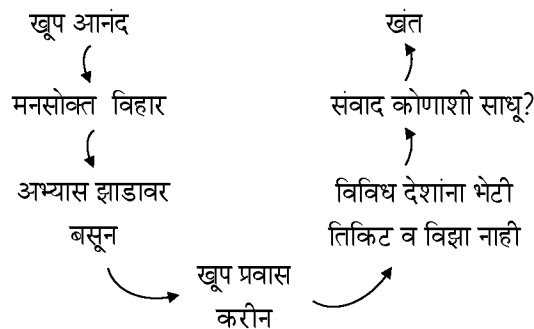 खूप आनंद
मनसोक्त विहार
अभ्यास झाडावर
बसून
खूप प्रवास
करीन
विविध देशांना भेटी
तिकिट व विझा नाही
संवाद कोणाशी साधू?
खंत